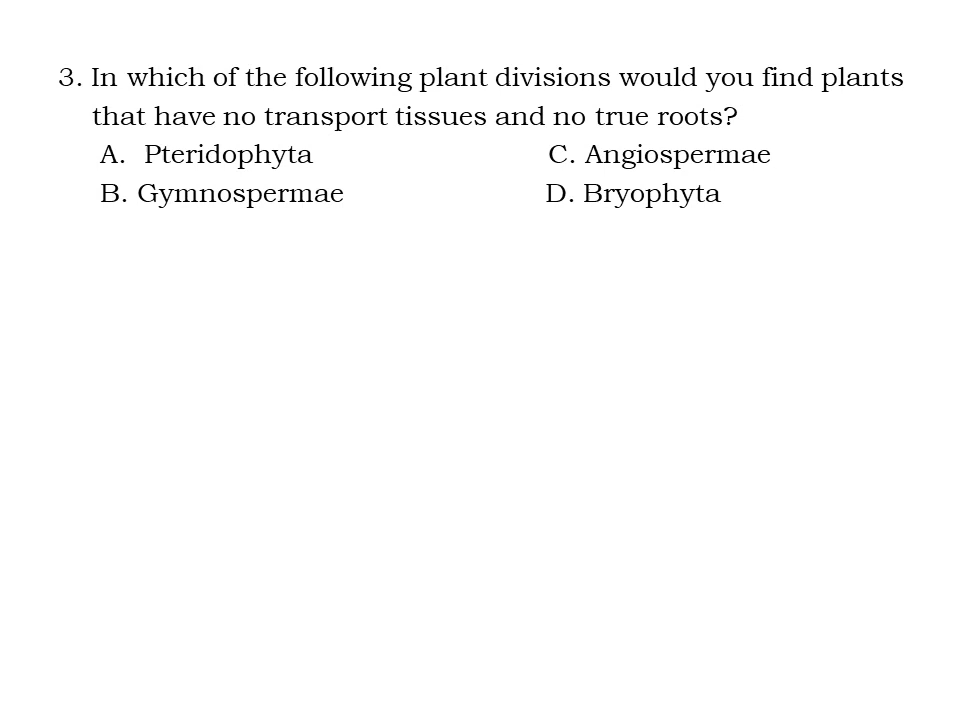 3. In which of the following plant divisions would you find plants
that have no transport tissues and no true roots?
A. Pteridophyta C. Angiospermae
B. Gymnospermae D. Bryophyta